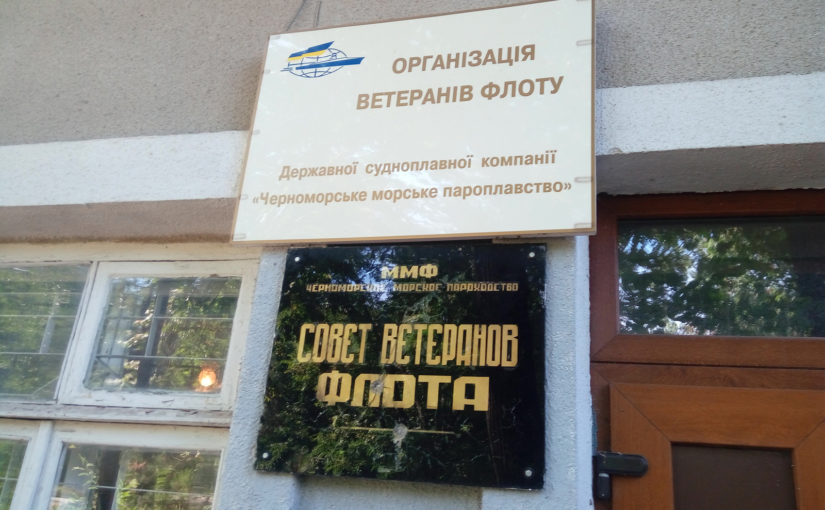 ОРГАНІЗАЦІЯ
ВЕТЕРАНІВ ФЛОТУ
Державної судноплавної компанії
«Черноморське морське пароплавство»
ММФ
ЧЕРНОМОРСКОЕ МОРСКОЕ ПАРОХОДСТВО
СОВЕТ ВЕТЕРАНОВ
ФЛОТА